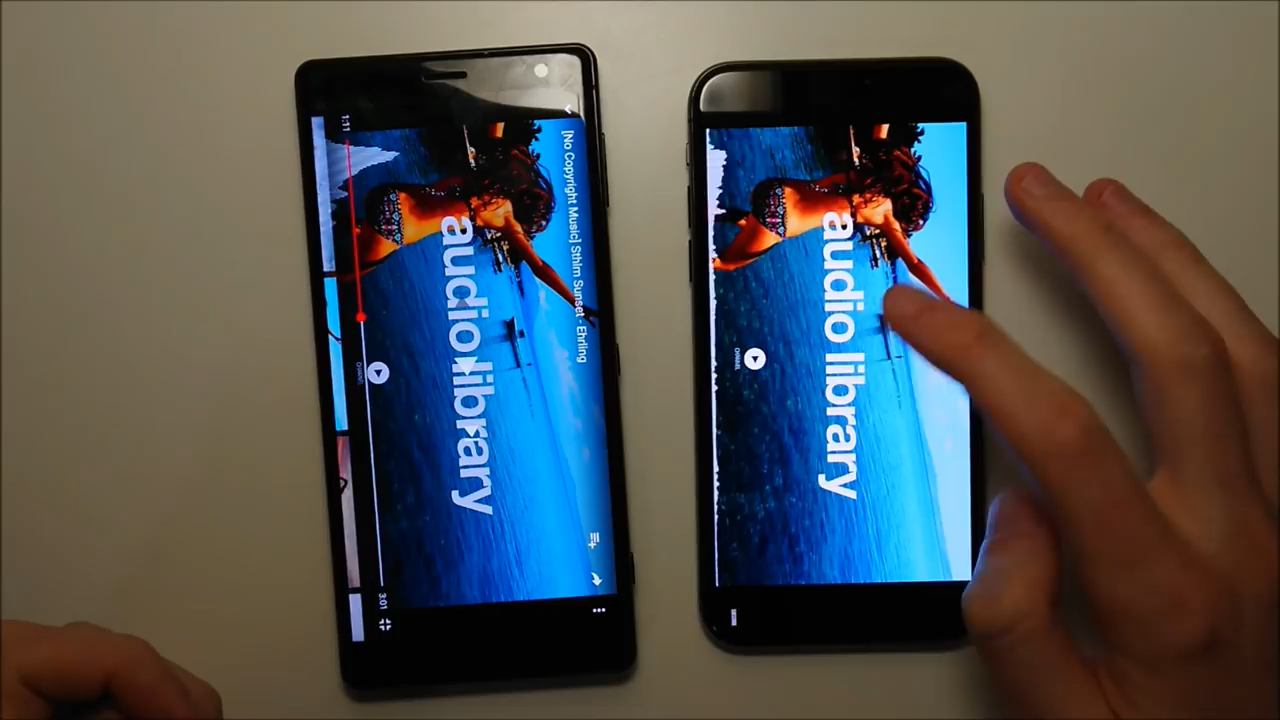 [No Copyright Music] Sthlm Sunset - Ehrling
audio library
1:11
3:01
audio library